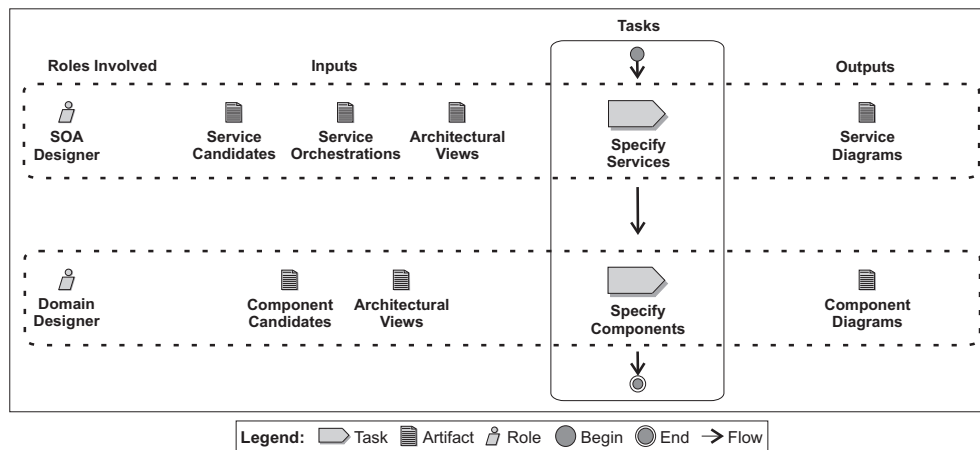 Tasks
Roles Involved Inputs Outputs
SOA Designer
Service Candidates
Service Orchestrations
Architectural Views
Specify Services
Service Diagrams
Domain Designer
Component Candidates
Architectural Views
Specify Components
Component Diagrams
Legend: Task Artifact Role Begin End Flow